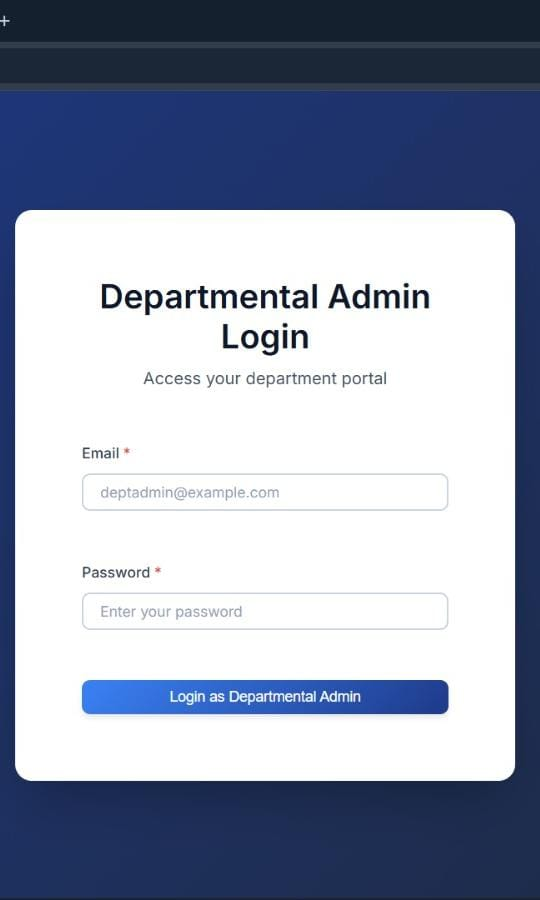 +
Departmental Admin
Login
Access your department portal
Email *
deptadmin@example.com
Password *
Enter your password
Login as Departmental Admin